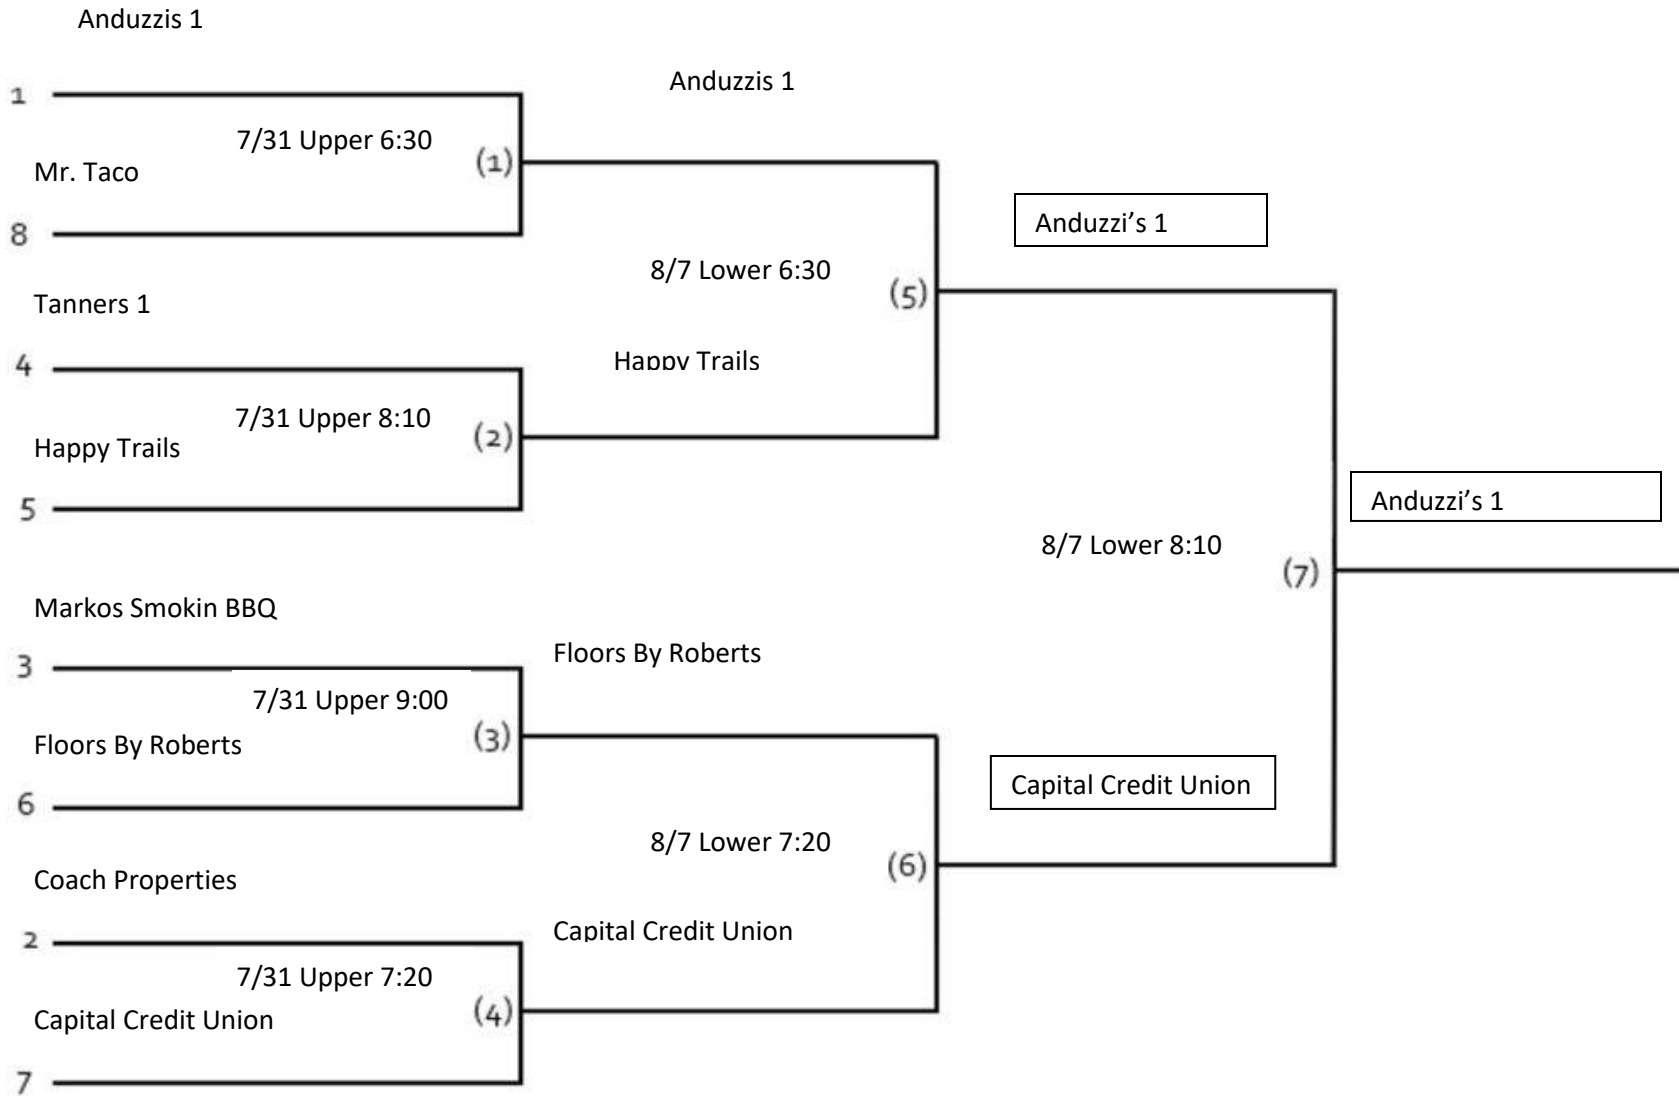 Anduzzis 1
Anduzzis 1
1
7/31 Upper 6:30
(1)
Mr. Taco
8
Anduzzi’s 1
8/7 Lower 6:30
(5)
Tanners 1
4
Happy Trails
7/31 Upper 8:10
(2)
Happy Trails
5
Anduzzi’s 1
8/7 Lower 8:10
(7)
Markos Smokin BBQ
3
Floors By Roberts
7/31 Upper 9:00
(3)
Floors By Roberts
6
Capital Credit Union
8/7 Lower 7:20
(6)
Coach Properties
2
Capital Credit Union
7/31 Upper 7:20
(4)
Capital Credit Union
7